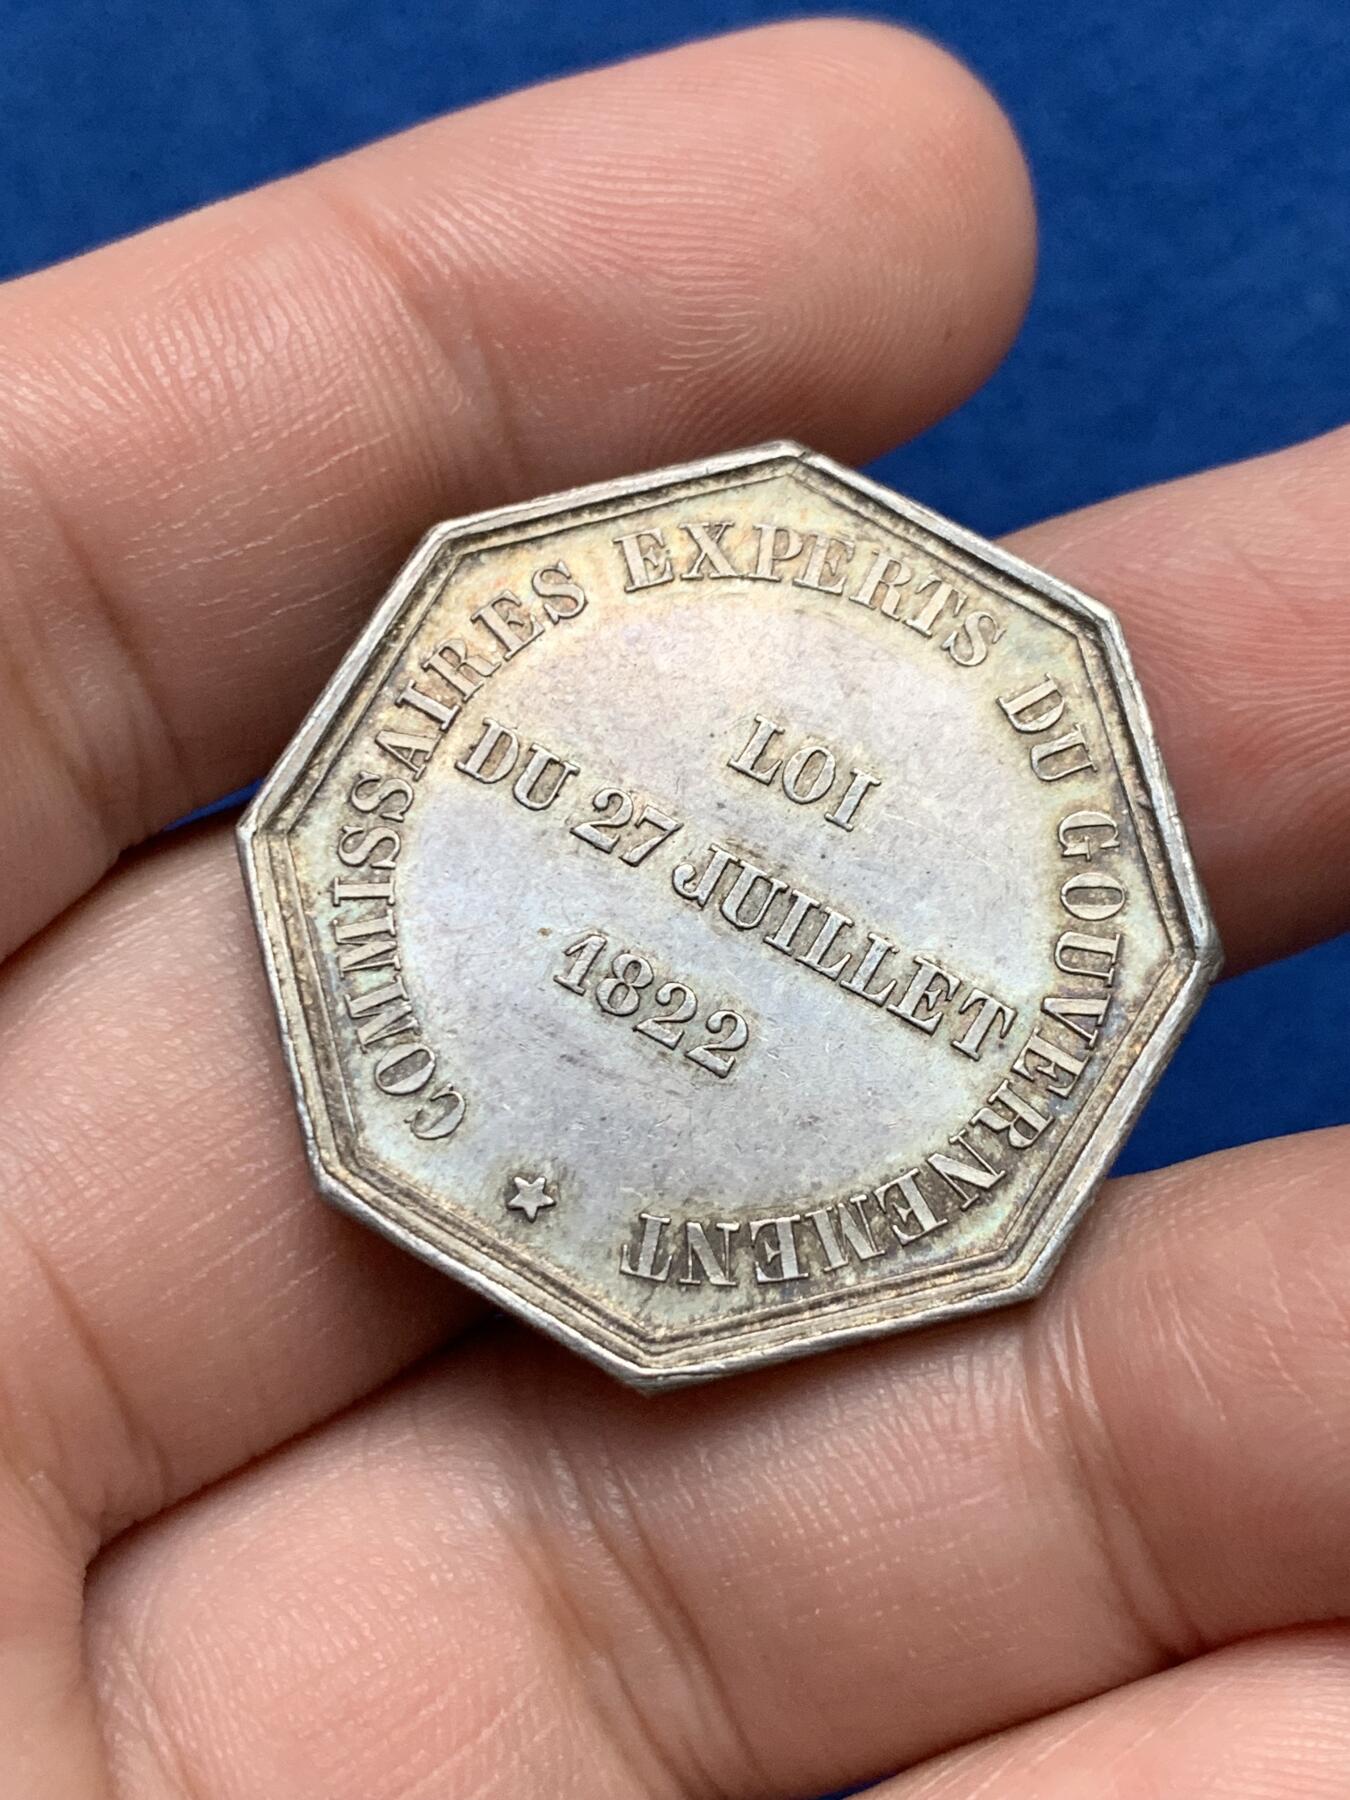 COMMISSAIRES EXPERTS DU GOUVERNEMENT
LOI
DU 27 JUILLET
1822